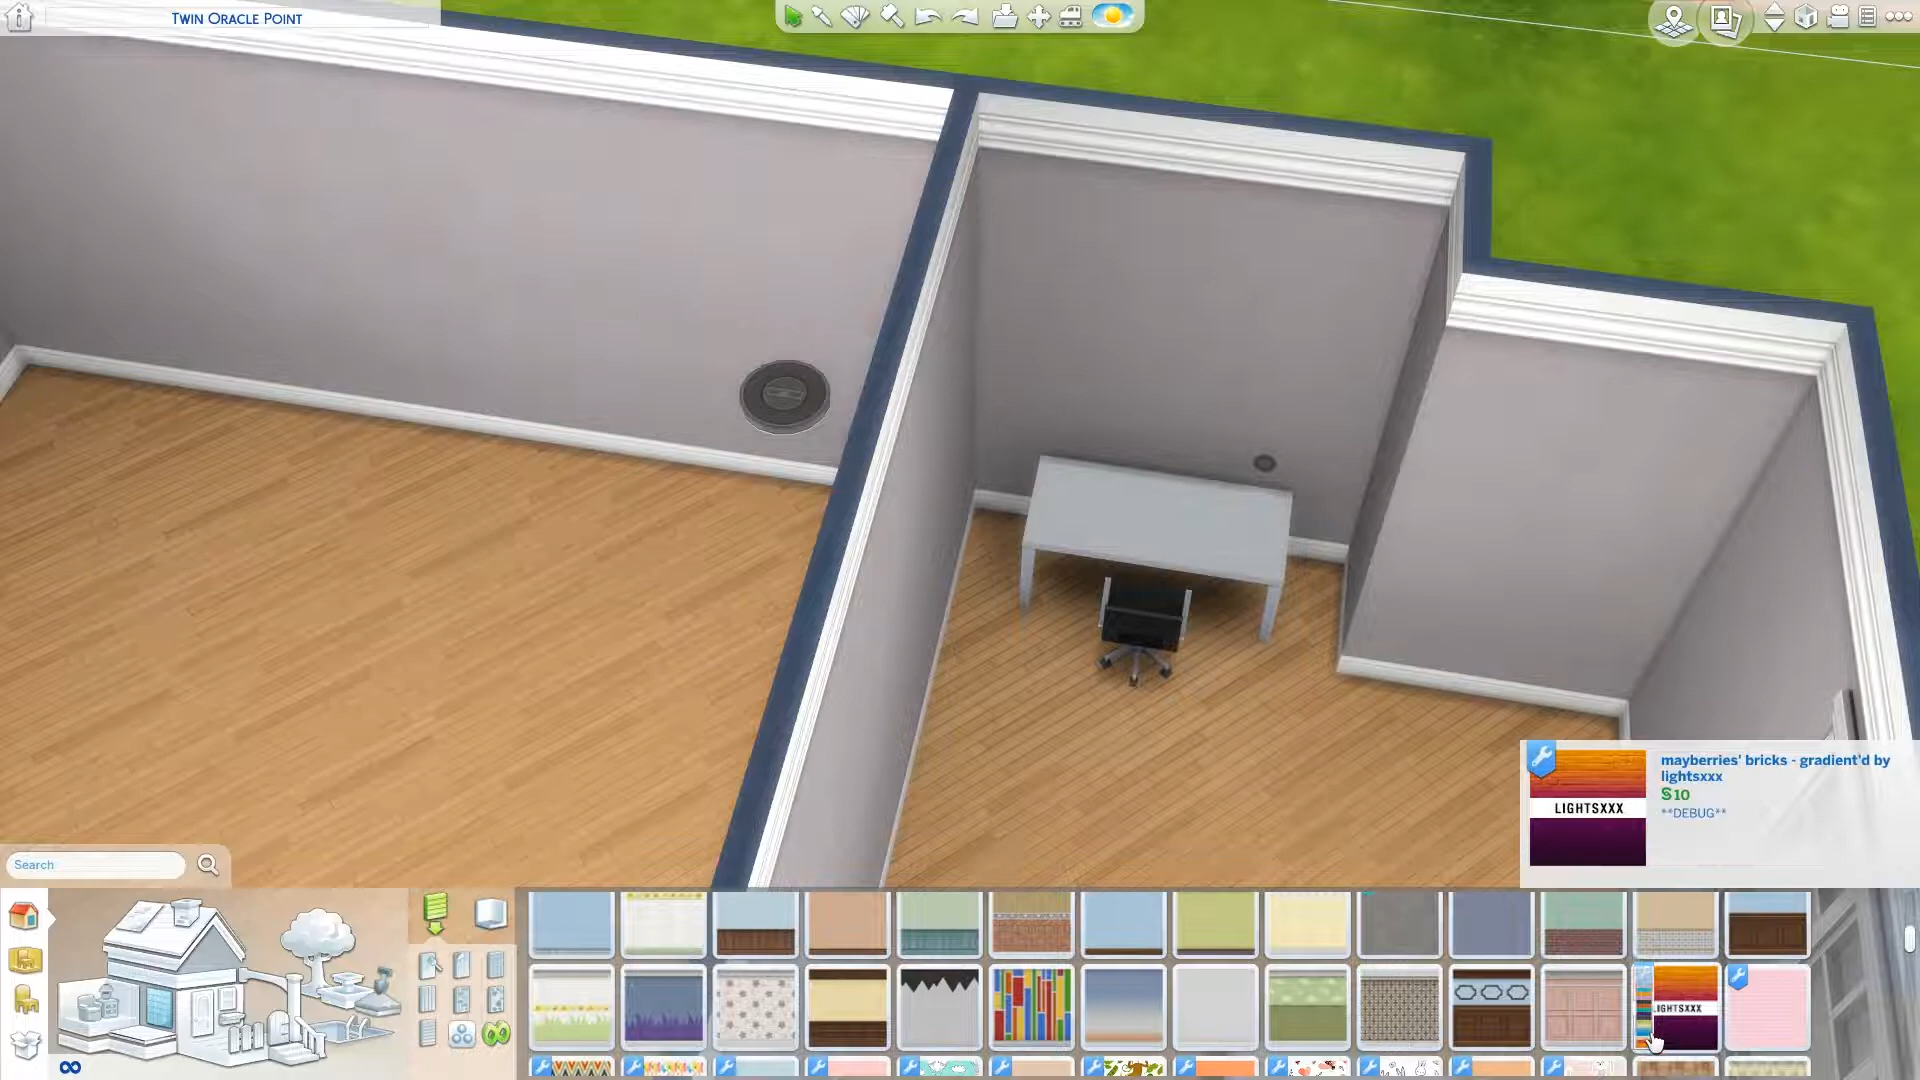 TWIN ORACLE POINT
mayberries' bricks - gradient'd by
lightsxxx
§10
**DEBUG**
LIGHTSXXX
Search
LIGHTSXXX